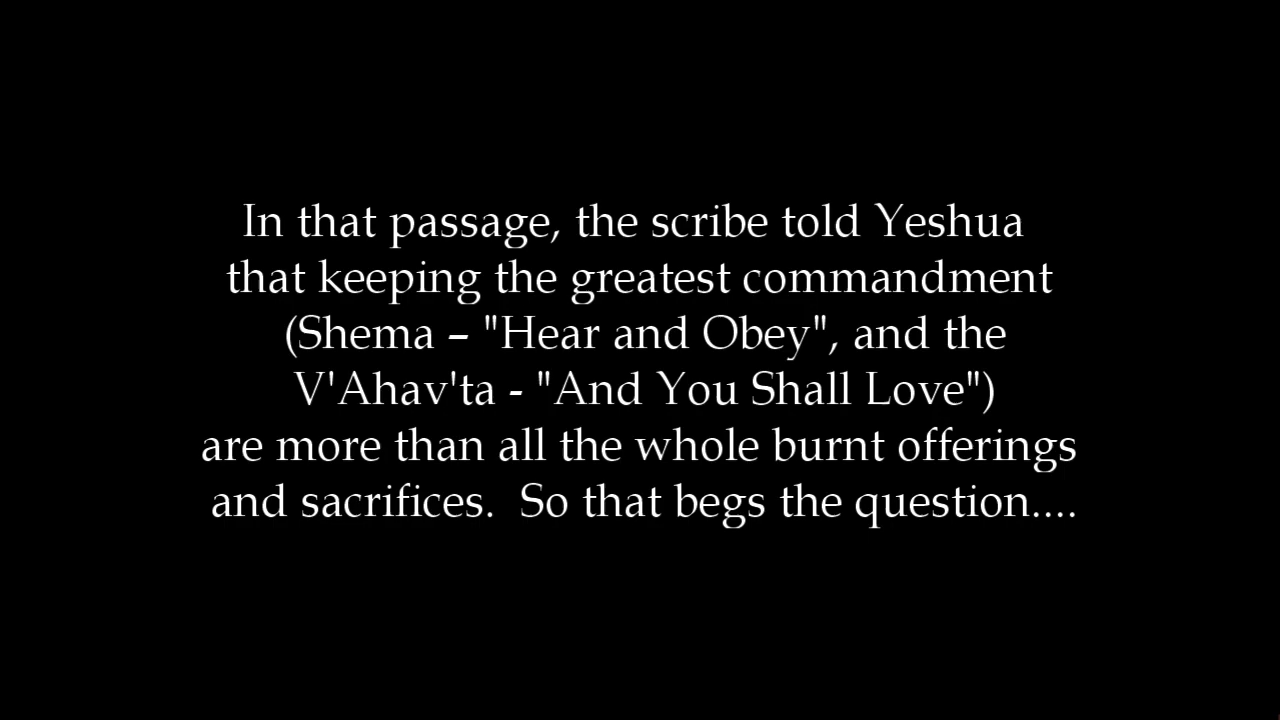 In that passage, the scribe told Yeshua
that keeping the greatest commandment
(Shema – "Hear and Obey", and the
V'Ahav'ta - "And You Shall Love")
are more than all the whole burnt offerings
and sacrifices.  So that begs the question....